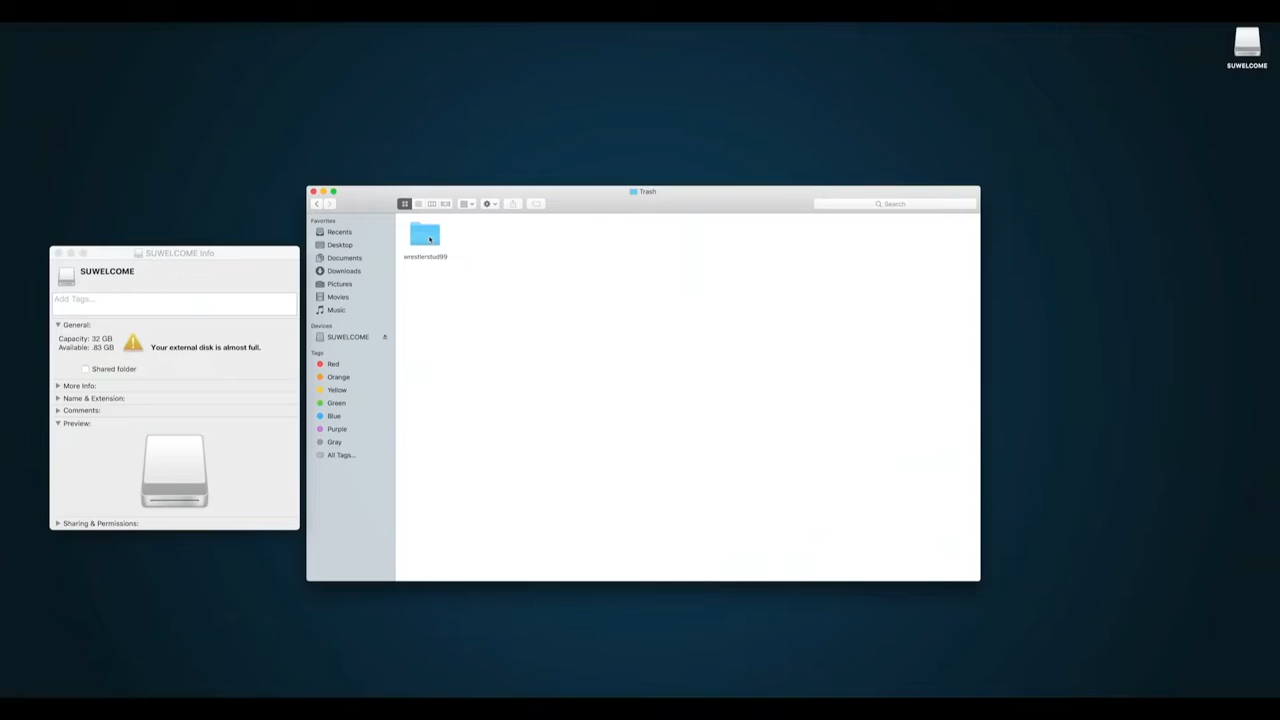 SUWELCOME
Trash
Search
Favorites
Recents
Desktop
Documents
Downloads
Pictures
Movies
Music
Devices
SUWELCOME
Tags
Red
Orange
Yellow
Green
Blue
Purple
Gray
All Tags...
wrestlerstud99
SUWELCOME Info
SUWELCOME
Add Tags...
General:
Capacity: 32 GB
Available: .83 GB
Your external disk is almost full.
Shared folder
More Info:
Name & Extension:
Comments:
Preview:
Sharing & Permissions: